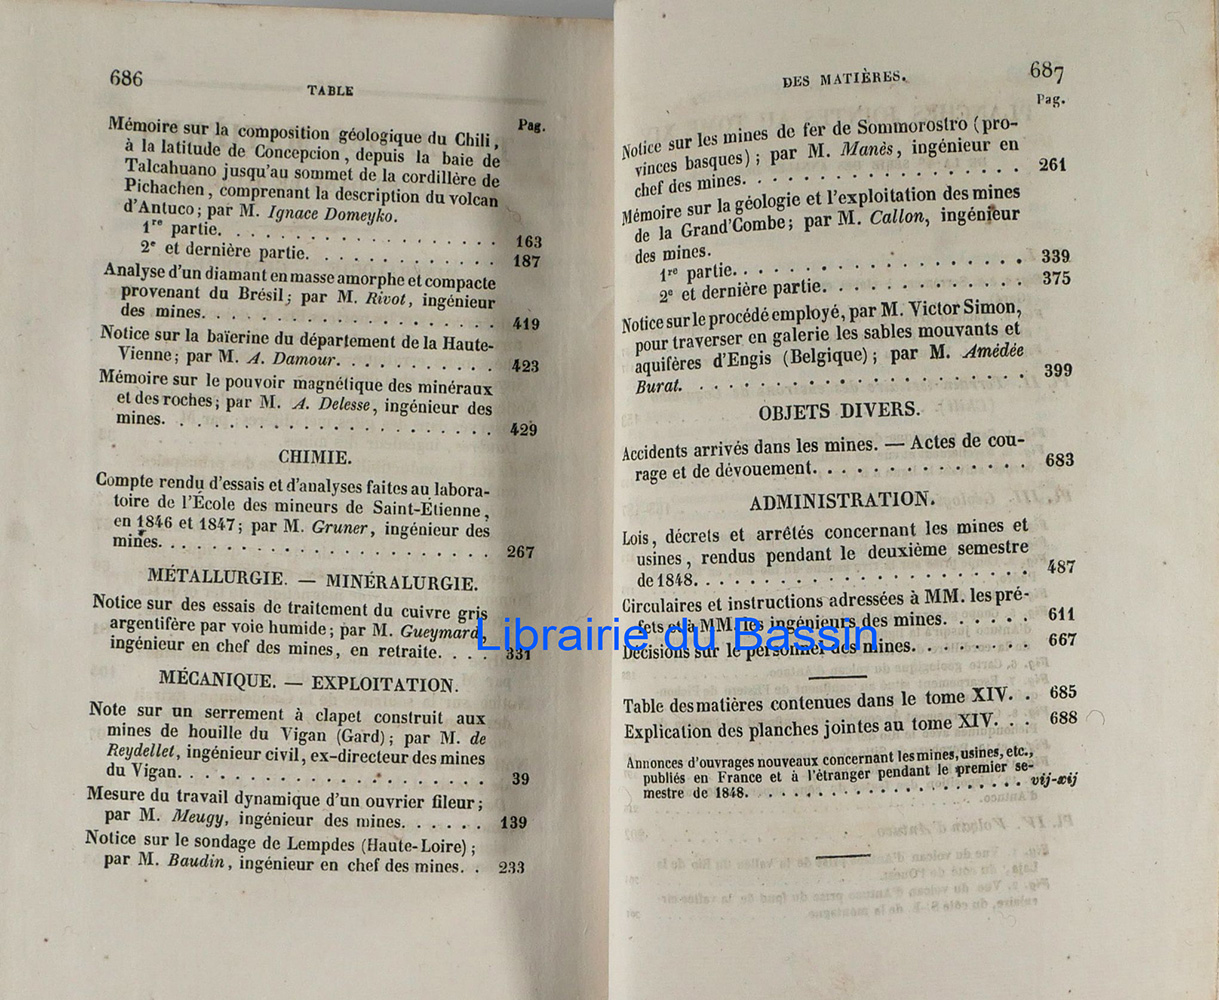 686
TABLE
Pag.
Mémoire sur la composition géologique du Chili,
à la latitude de Concepcion, depuis la baie de
Talcahuano jusqu'au sommet de la cordillère de
Pichachen, comprenant la description du volcan
d'Antuco; par M. Ignace Domeyko.
1re partie. . . . . . . . . . . . . . . . . 163
2e et dernière partie. . . . . . . . . . . . 187
Analyse d'un diamant en masse amorphe et compacte
provenant du Brésil; par M. Rivot, ingénieur
des mines. . . . . . . . . . . . . . . . . . 419
Notice sur la baïerine du département de la Haute-
Vienne; par M. A. Damour. . . . . . . . . . . 423
Mémoire sur le pouvoir magnétique des minéraux
et des roches; par M. A. Delesse, ingénieur des
mines. . . . . . . . . . . . . . . . . . . . 429
CHIMIE.
Compte rendu d'essais et d'analyses faites au labora-
toire de l'École des mineurs de Saint-Étienne,
en 1846 et 1847; par M. Gruner, ingénieur des
mines. . . . . . . . . . . . . . . . . . . . 267
MÉTALLURGIE. — MINÉRALURGIE.
Notice sur des essais de traitement du cuivre gris
argentifère par voie humide; par M. Gueymard,
ingénieur en chef des mines, en retraite. . . . 331
MÉCANIQUE. — EXPLOITATION.
Note sur un serrement à clapet construit aux
mines de houille du Vigan (Gard); par M. de
Reydellet, ingénieur civil, ex-directeur des mines
du Vigan. . . . . . . . . . . . . . . . . . . 39
Mesure du travail dynamique d'un ouvrier fileur;
par M. Meugy, ingénieur des mines. . . . . . 139
Notice sur le sondage de Lempdes (Haute-Loire);
par M. Baudin, ingénieur en chef des mines. . 233
DES MATIÈRES.
687
Pag.
Notice sur les mines de fer de Sommorostro (pro-
vinces basques); par M. Manès, ingénieur en
chef des mines. . . . . . . . . . . . . . . . 261
Mémoire sur la géologie et l'exploitation des mines
de la Grand'Combe; par M. Callon, ingénieur
des mines.
1re partie. . . . . . . . . . . . . . . . . . 339
2e et dernière partie. . . . . . . . . . . . . 375
Notice sur le procédé employé, par M. Victor Simon,
pour traverser en galerie les sables mouvants et
aquifères d'Engis (Belgique); par M. Amédée
Burat. . . . . . . . . . . . . . . . . . . . 399
OBJETS DIVERS.
Accidents arrivés dans les mines. — Actes de cou-
rage et de dévouement. . . . . . . . . . . . . 683
ADMINISTRATION.
Lois, décrets et arrêtés concernant les mines et
usines, rendus pendant le deuxième semestre
de 1848. . . . . . . . . . . . . . . . . . . . 487
Circulaires et instructions adressées à MM. les pré-
fets et à MM. les ingénieurs des mines. . . . . . 611
Décisions sur le personnel des mines. . . . . . . . 667
Table des matières contenues dans le tome XIV. . 685
Explication des planches jointes au tome XIV. . . 688
Annonces d'ouvrages nouveaux concernant les mines, usines, etc.,
publiés en France et à l'étranger pendant le premier se-
mestre de 1848. . . . . . . . . . . . . . . . . vij-xij
Librairie du Bassin